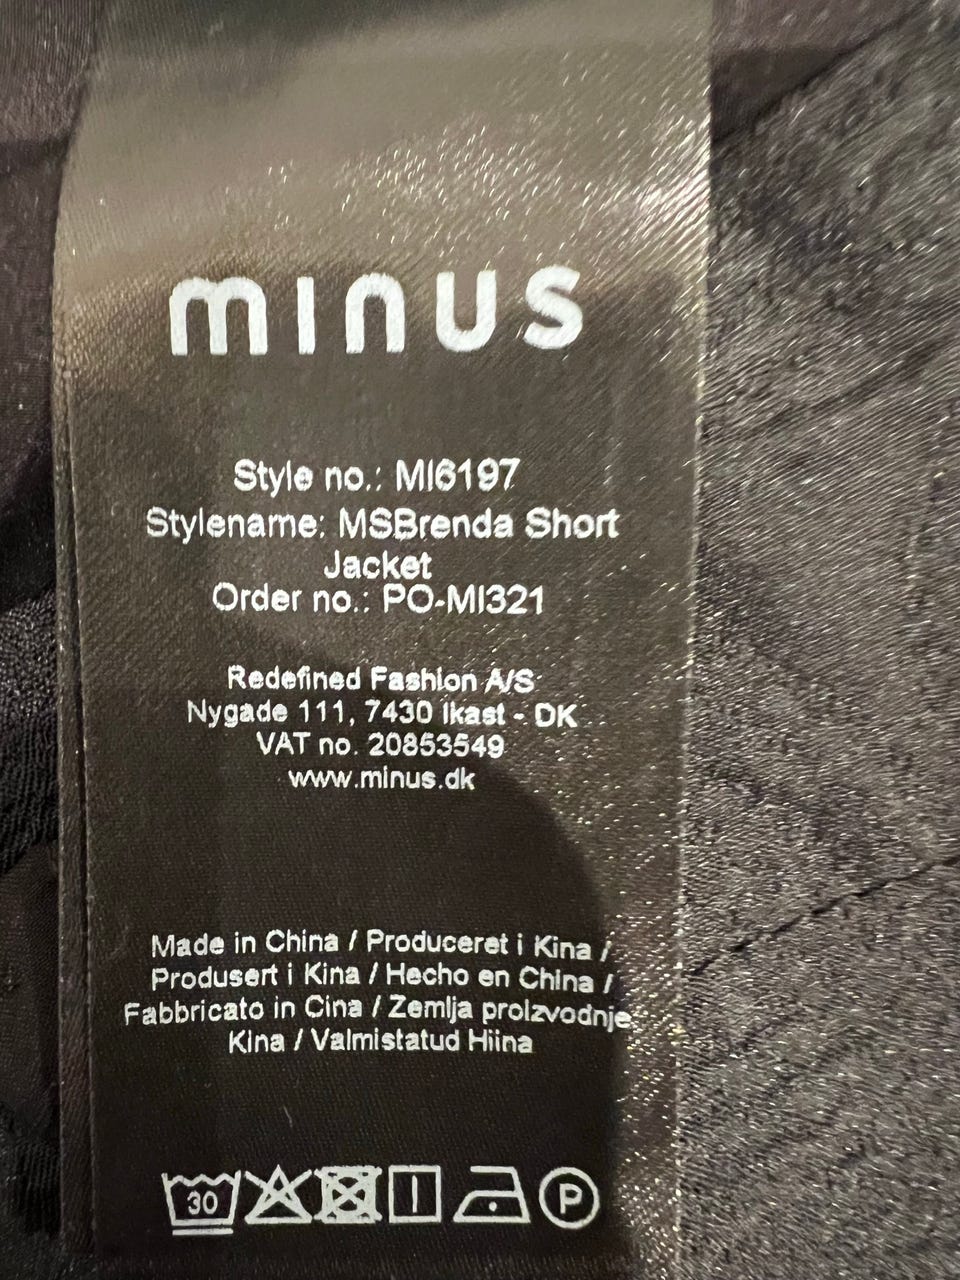 minus
Style no.: MI6197
Stylename: MSBrenda Short
Jacket
Order no.: PO-MI321
Redefined Fashion A/S
Nygade 111, 7430 Ikast - DK
VAT no. 20853549
www.minus.dk
Made in China / Produceret i Kina /
Produsert i Kina / Hecho en China /
Fabbricato in Cina / Zemlja proizvodnje
Kina / Valmistatud Hiina
30 P